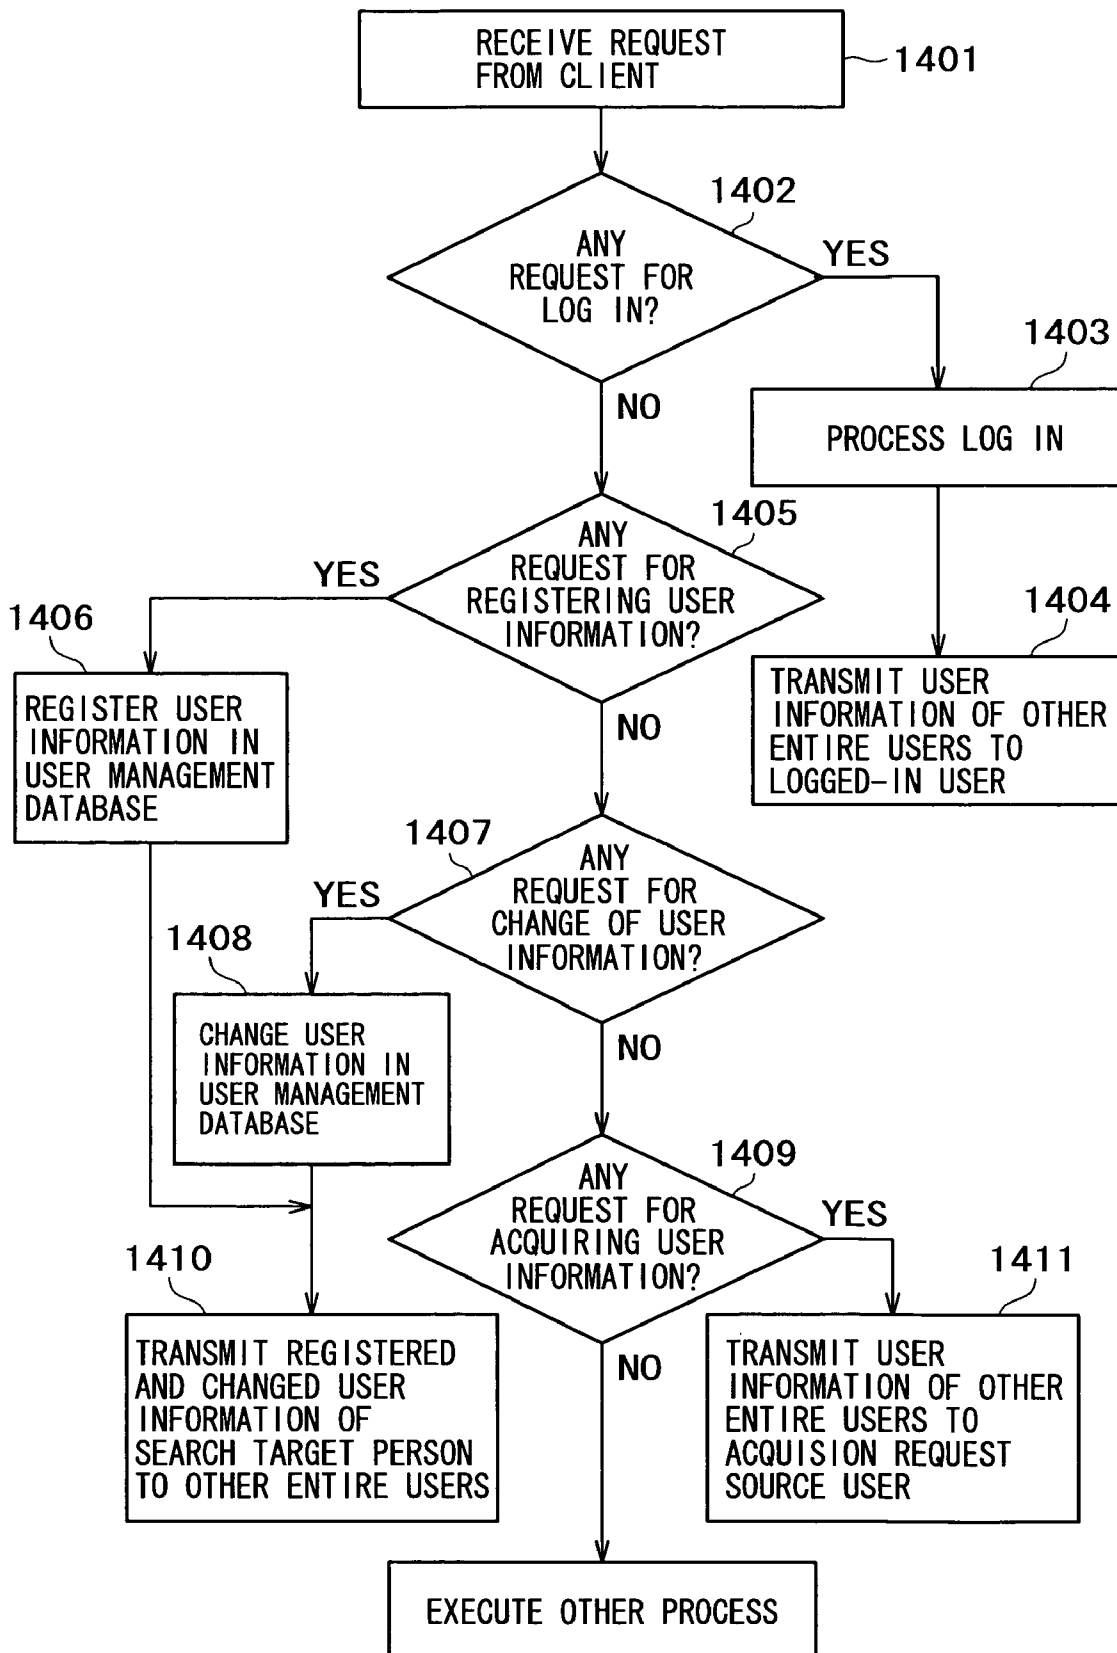 RECEIVE REQUEST
FROM CLIENT
1401
1402
ANY
REQUEST FOR
LOG IN?
YES
NO
1403
PROCESS LOG IN
1405
ANY
REQUEST FOR
REGISTERING USER
INFORMATION?
YES
NO
1404
TRANSMIT USER
INFORMATION OF OTHER
ENTIRE USERS TO
LOGGED-IN USER
1406
REGISTER USER
INFORMATION IN
USER MANAGEMENT
DATABASE
1407
ANY
REQUEST FOR
CHANGE OF USER
INFORMATION?
YES
NO
1408
CHANGE USER
INFORMATION IN
USER MANAGEMENT
DATABASE
1409
ANY
REQUEST FOR
ACQUIRING USER
INFORMATION?
YES
NO
1410
TRANSMIT REGISTERED
AND CHANGED USER
INFORMATION OF
SEARCH TARGET PERSON
TO OTHER ENTIRE USERS
1411
TRANSMIT USER
INFORMATION OF OTHER
ENTIRE USERS TO
ACQUISION REQUEST
SOURCE USER
EXECUTE OTHER PROCESS